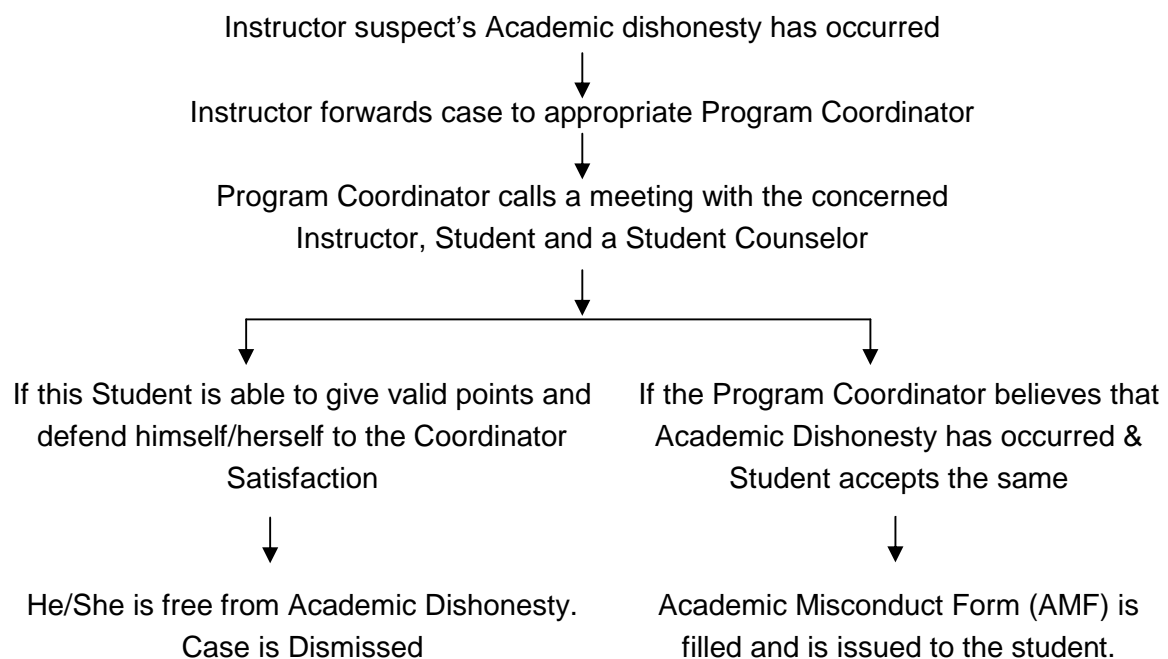 Instructor suspect's Academic dishonesty has occurred
Instructor forwards case to appropriate Program Coordinator
Program Coordinator calls a meeting with the concerned
Instructor, Student and a Student Counselor
If this Student is able to give valid points and
defend himself/herself to the Coordinator
Satisfaction
If the Program Coordinator believes that
Academic Dishonesty has occurred &
Student accepts the same
He/She is free from Academic Dishonesty.
Case is Dismissed
Academic Misconduct Form (AMF) is
filled and is issued to the student.